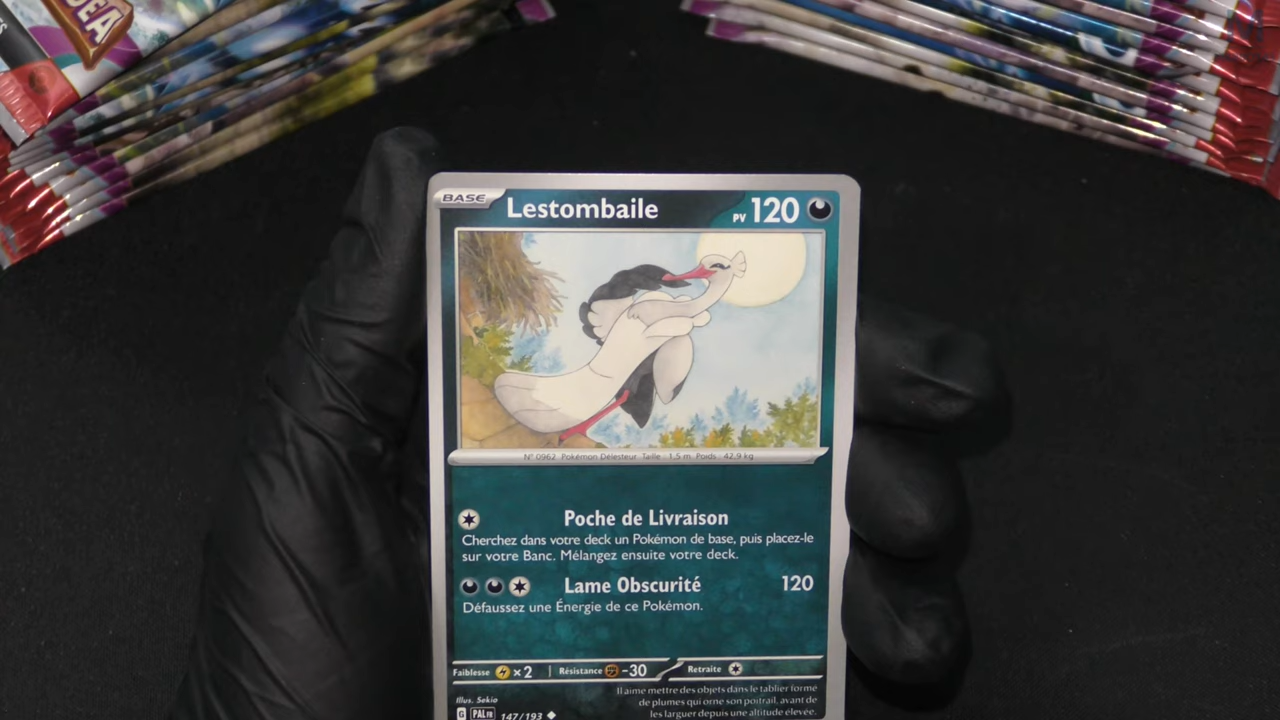 DEA
BASE
Lestombaile
PV 120
Nº 0962 Pokémon Délesteur Taille : 1,5 m Poids : 42,9 kg
Poche de Livraison
Cherchez dans votre deck un Pokémon de base, puis placez-le
sur votre Banc. Mélangez ensuite votre deck.
Lame Obscurité 120
Défaussez une Énergie de ce Pokémon.
Faiblesse ×2 Résistance -30 Retraite
Illus. Sekio
Il aime mettre des objets dans le tablier formé
de plumes qui orne son poitrail, avant de
les larguer depuis une altitude élevée.
G PAL FR 147/193